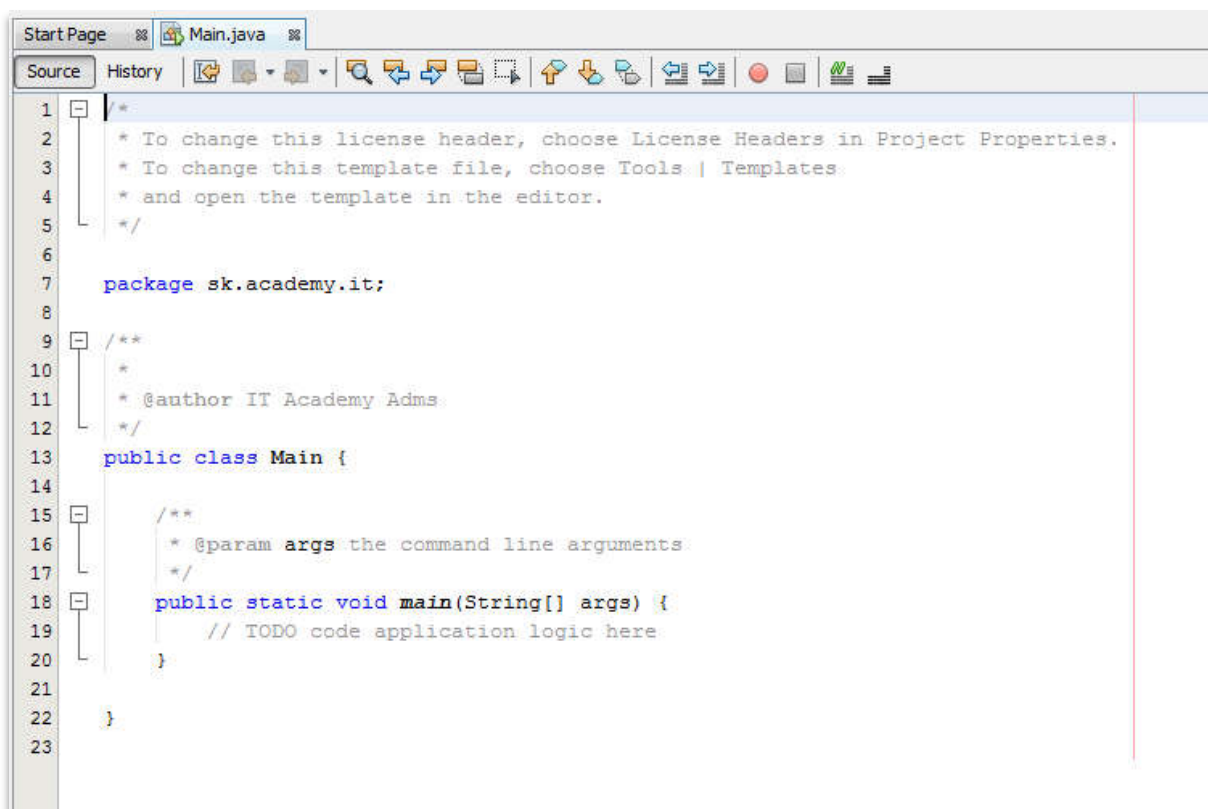 Start Page Main.java
Source History
1 /*
2 * To change this license header, choose License Headers in Project Properties.
3 * To change this template file, choose Tools | Templates
4 * and open the template in the editor.
5 */
6
7 package sk.academy.it;
8
9 /**
10 *
11 * @author IT Academy Adms
12 */
13 public class Main {
14
15 /**
16 * @param args the command line arguments
17 */
18 public static void main(String[] args) {
19 // TODO code application logic here
20 }
21
22 }
23